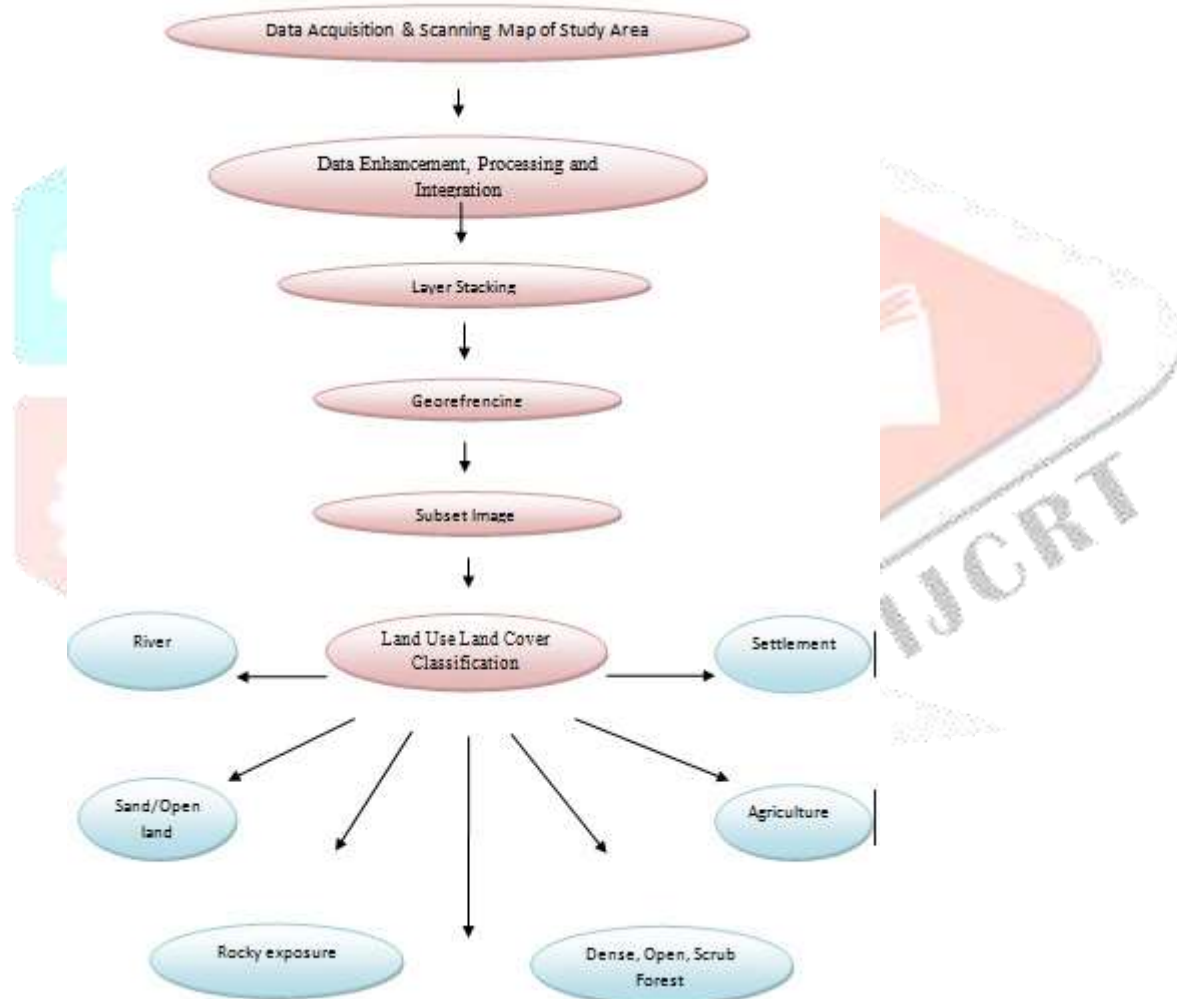 Data Acquisition & Scanning Map of Study Area
Data Enhancement, Processing and
Integration
Layer Stacking
Georefrencing
Subset Image
River
Land Use Land Cover
Classification
Settlement
Sand/Open
land
Agriculture
Rocky exposure
Dense, Open, Scrub
Forest
IJCRT